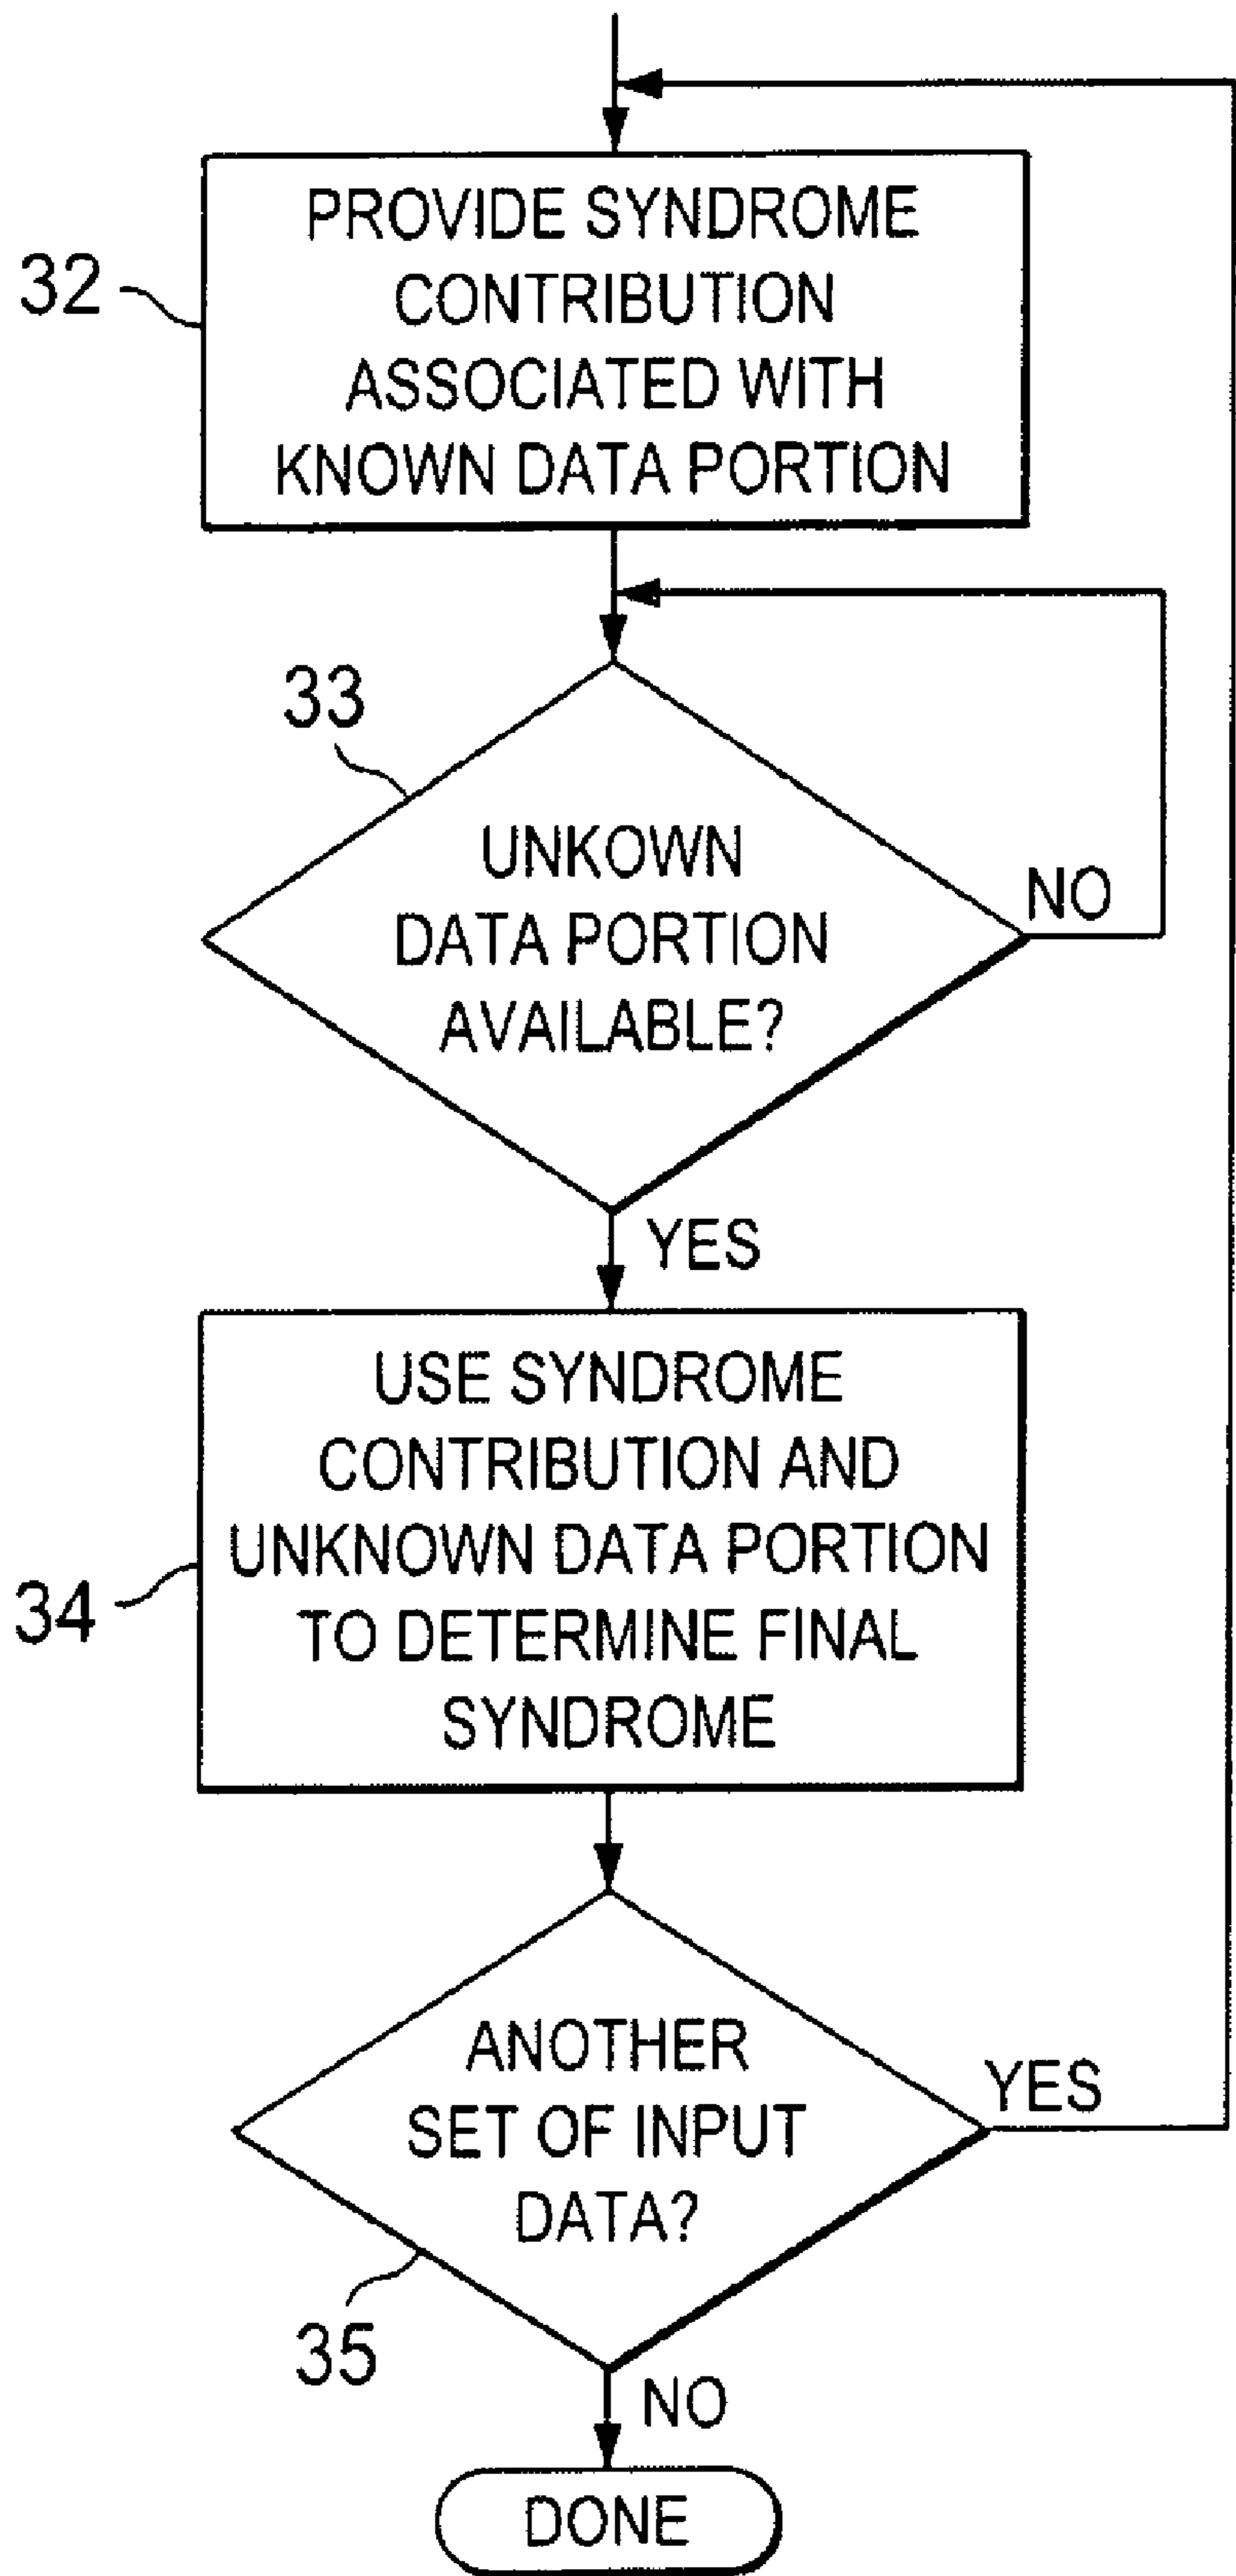 PROVIDE SYNDROME
CONTRIBUTION
ASSOCIATED WITH
KNOWN DATA PORTION
32
33
UNKOWN
DATA PORTION
AVAILABLE?
NO
YES
USE SYNDROME
CONTRIBUTION AND
UNKNOWN DATA PORTION
TO DETERMINE FINAL
SYNDROME
34
ANOTHER
SET OF INPUT
DATA?
YES
35
NO
DONE